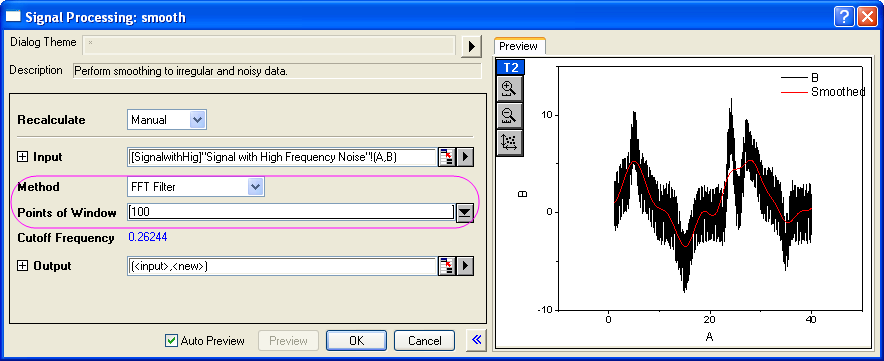 Signal Processing: smooth
Dialog Theme *
Description Perform smoothing to irregular and noisy data.
Recalculate Manual
Input [SignalwithHig]"Signal with High Frequency Noise"!(A,B)
Method FFT Filter
Points of Window 100
Cutoff Frequency 0.26244
Output (<input>,<new>)
Auto Preview Preview OK Cancel
Preview
T2
B
Smoothed
10
0
-10
B
0 20 40
A